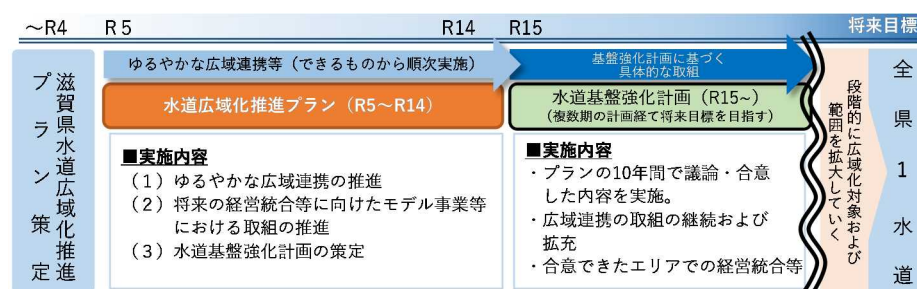 ~R4
R5
R14
R15
将来目標
滋賀県水道広域化推進
プラン策定
ゆるやかな広域連携等(できるものから順次実施)
水道広域化推進プラン(R5~R14)
■実施内容
(1)ゆるやかな広域連携の推進
(2)将来の経営統合等に向けたモデル事業等
における取組の推進
(3)水道基盤強化計画の策定
基盤強化計画に基づく
具体的な取組
水道基盤強化計画(R15~)
(複数期の計画経て将来目標を目指す)
■実施内容
・プランの10年間で議論・合意
した内容を実施。
・広域連携の取組の継続および
拡充
・合意できたエリアでの経営統合等
段階的に広域化対象および
範囲を拡大していく
全県1水道